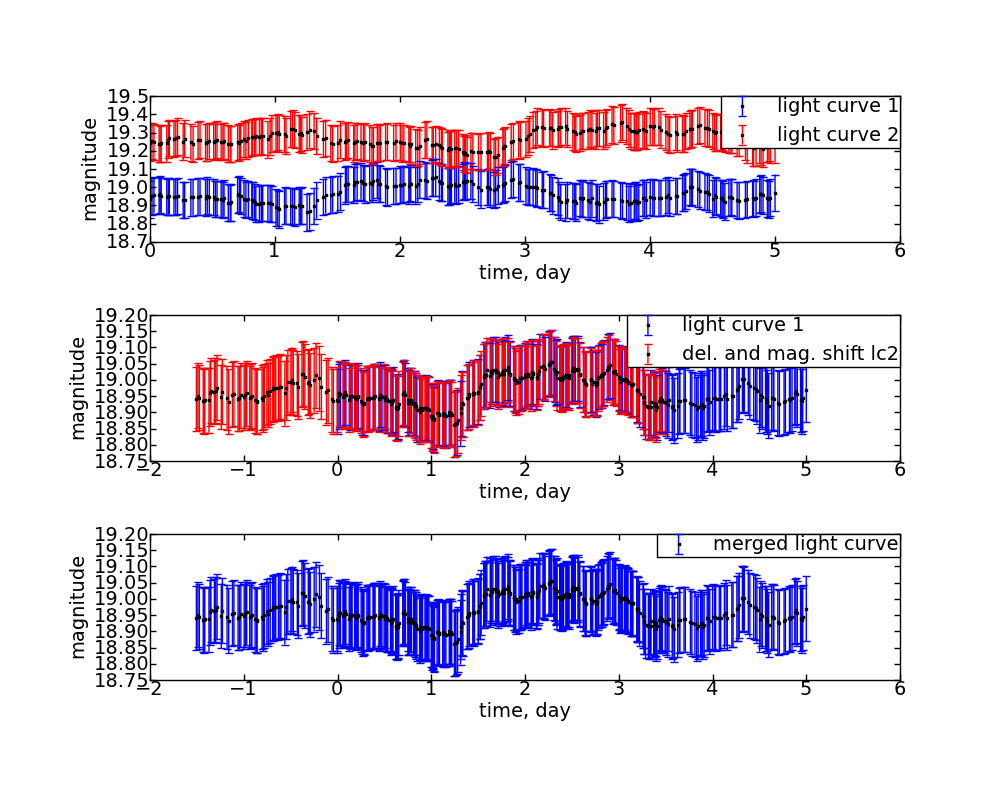 19.5
19.4
19.3
19.2
19.1
19.0
18.9
18.8
18.7
magnitude
light curve 1
light curve 2
0 1 2 3 4 5 6
time, day
19.20
19.15
19.10
19.05
19.00
18.95
18.90
18.85
18.80
18.75
magnitude
light curve 1
del. and mag. shift lc2
−2 −1 0 1 2 3 4 5 6
time, day
19.20
19.15
19.10
19.05
19.00
18.95
18.90
18.85
18.80
18.75
magnitude
merged light curve
−2 −1 0 1 2 3 4 5 6
time, day